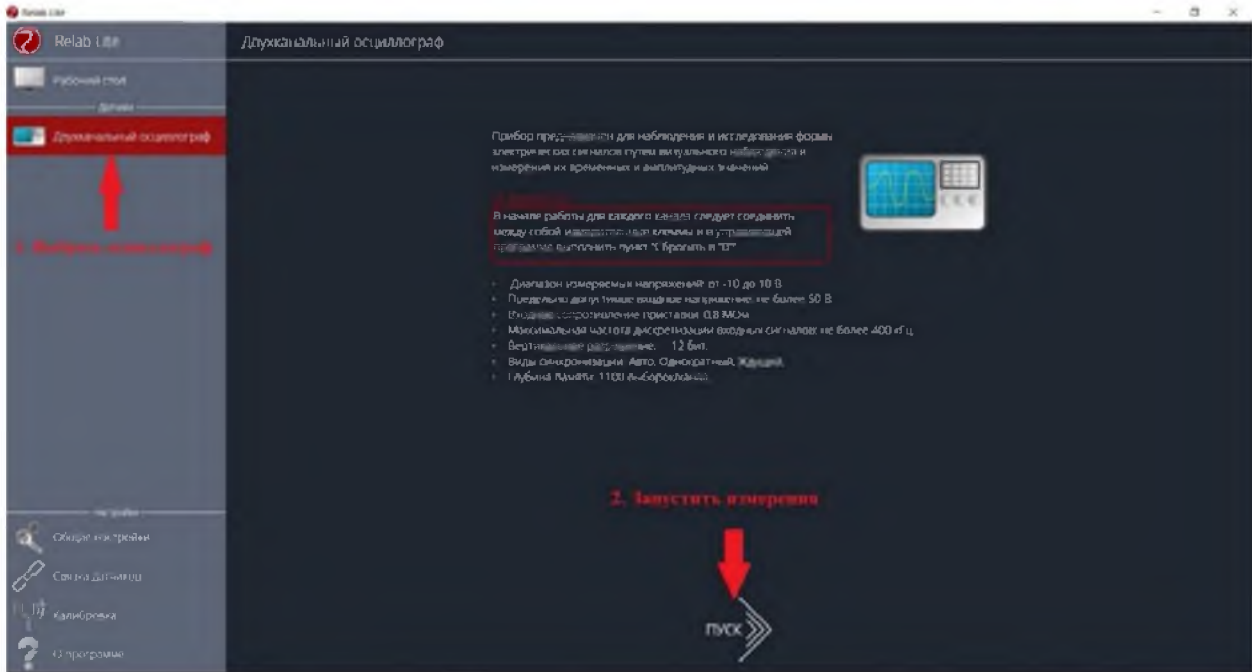 Relab Lite
Relab Lite
Двухканальный осциллограф
Рабочий стол
Датчики
Двухканальный осциллограф
Прибор предназначен для наблюдения и исследования формы
электрических сигналов путем визуального наблюдения и
измерения их временных и амплитудных значений
В начале работы для каждого канала следует соединить
между собой измерительные клеммы и в управляющей
программе выполнить пункт "Сбросить в "0""
1. Выбрать осциллограф
Диапазон измеряемых напряжений: от -10 до 10 В
Предельно допустимое входное напряжение: не более 50 В
Входное сопротивление приставки: 0,8 МОм
Максимальная частота дискретизации входных сигналов: не более 400 кГц
Вертикальное разрешение: 12 бит.
Виды синхронизации: Авто, Однократный, Ждущий.
Глубина памяти: 1100
2. Запустить измерения
Настройки
Общие настройки
Связка датчиков
Калибровка
О программе
ПУСК